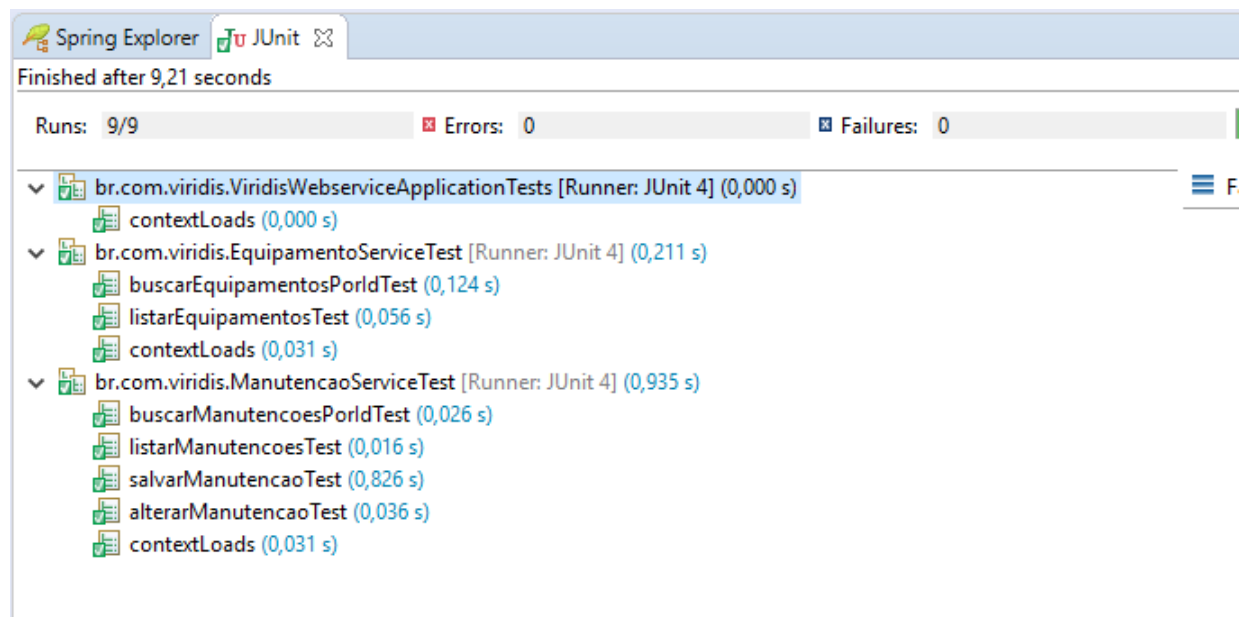 Spring Explorer JUnit
Finished after 9,21 seconds
Runs: 9/9 Errors: 0 Failures: 0
br.com.viridis.ViridisWebserviceApplicationTests [Runner: JUnit 4] (0,000 s)
contextLoads (0,000 s)
br.com.viridis.EquipamentoServiceTest [Runner: JUnit 4] (0,211 s)
buscarEquipamentosPorIdTest (0,124 s)
listarEquipamentosTest (0,056 s)
contextLoads (0,031 s)
br.com.viridis.ManutencaoServiceTest [Runner: JUnit 4] (0,935 s)
buscarManutencoesPorIdTest (0,026 s)
listarManutencoesTest (0,016 s)
salvarManutencaoTest (0,826 s)
alterarManutencaoTest (0,036 s)
contextLoads (0,031 s)